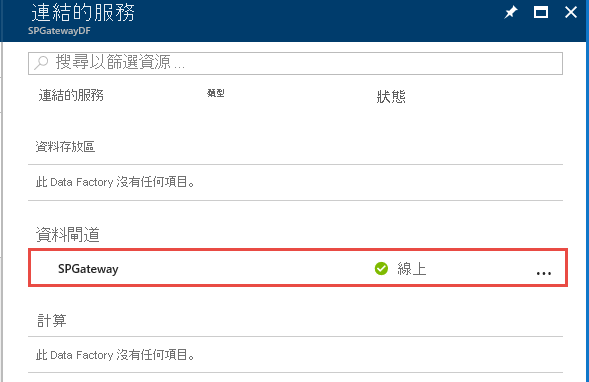 連結的服務
SPGatewayDF
搜尋以篩選資源 ...
連結的服務 類型 狀態
資料存放區
此 Data Factory 沒有任何項目。
資料閘道
SPGateway 線上 ...
計算
此 Data Factory 沒有任何項目。